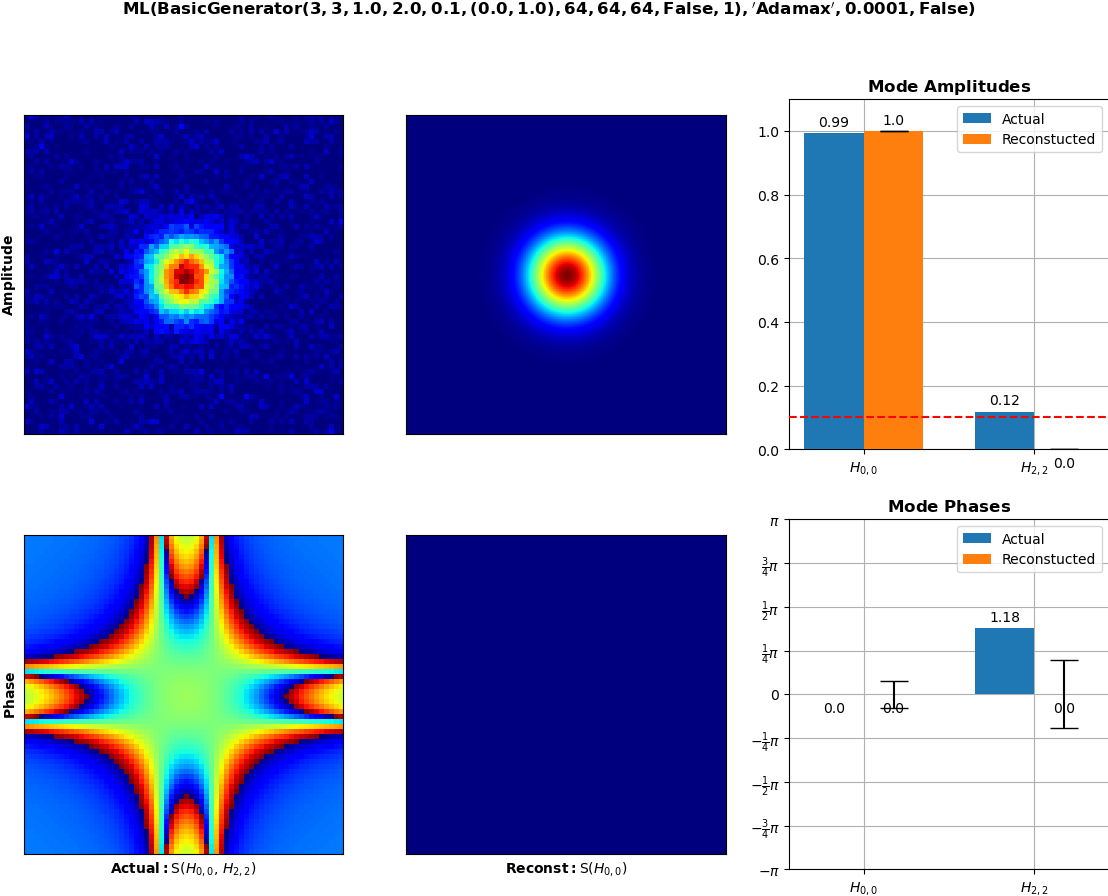 ML(BasicGenerator(3, 3, 1.0, 2.0, 0.1, (0.0, 1.0), 64, 64, 64, False, 1), 'Adamax', 0.0001, False)
Amplitude
Mode Amplitudes
Actual
Reconstucted
0.99
1.0
0.12
0.0
1.0
0.8
0.6
0.4
0.2
0.0
H0,0
H2,2
Phase
Actual: S(H0,0, H2,2)
Reconst: S(H0,0)
Mode Phases
Actual
Reconstucted
π
3/4π
1/2π
1/4π
0
−1/4π
−1/2π
−3/4π
−π
0.0
0.0
1.18
0.0
H0,0
H2,2